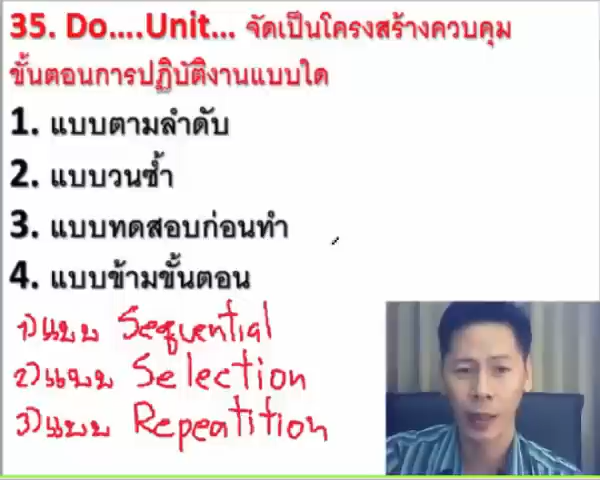 35. Do....Unit... จัดเป็นโครงสร้างควบคุม
ขั้นตอนการปฏิบัติงานแบบใด
1. แบบตามลำดับ
2. แบบวนซ้ำ
3. แบบทดสอบก่อนทำ
4. แบบข้ามขั้นตอน
1) แบบ Sequential
2) แบบ Selection
3) แบบ Repeatition